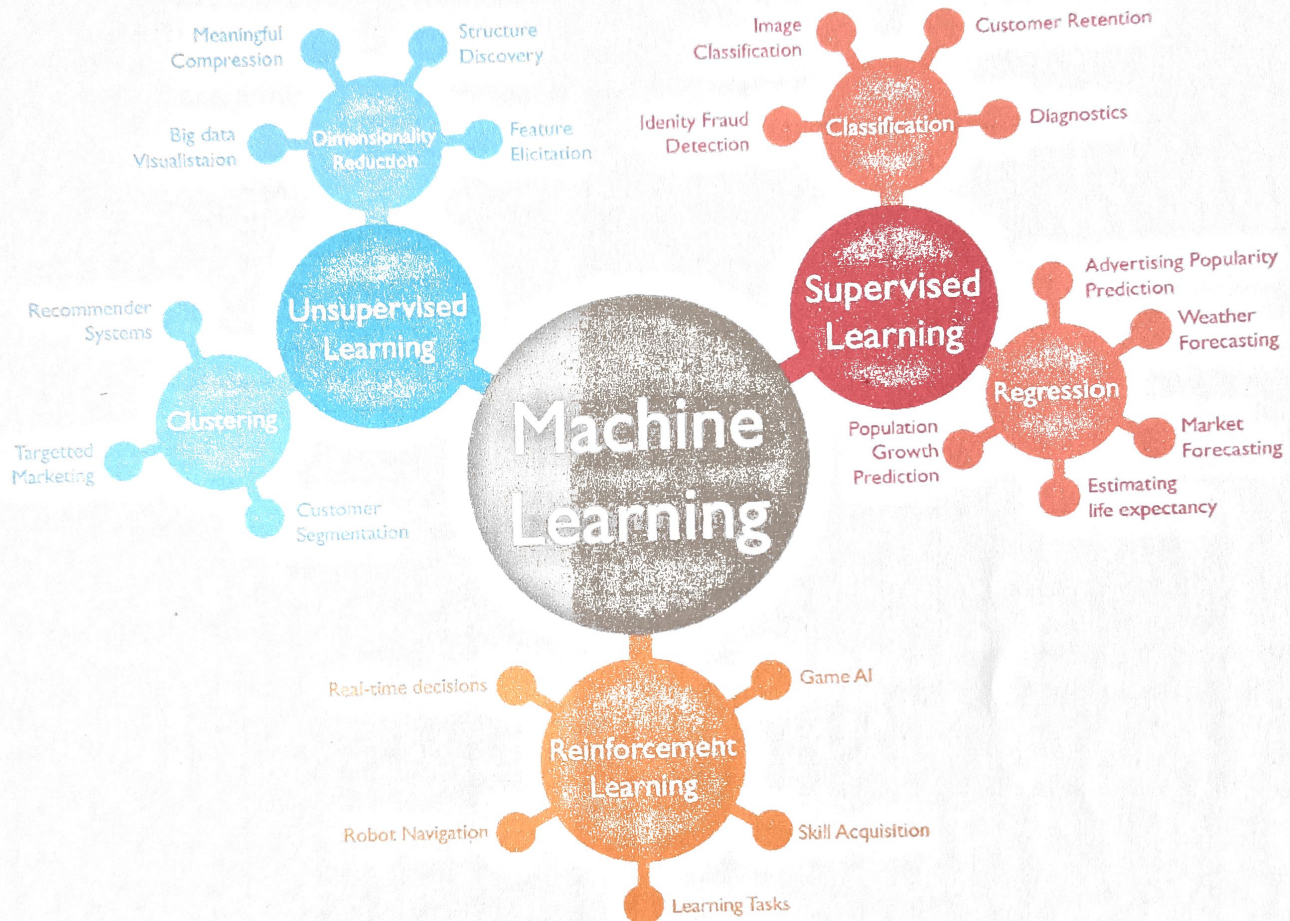 Meaningful
Compression
Structure
Discovery
Big data
Visualistaion
Dimensionality
Reduction
Feature
Elicitation
Image
Classification
Customer Retention
Idenity Fraud
Detection
Classification
Diagnostics
Recommender
Systems
Unsupervised
Learning
Clustering
Targetted
Marketing
Customer
Segmentation
Supervised
Learning
Advertising Popularity
Prediction
Weather
Forecasting
Regression
Population
Growth
Prediction
Market
Forecasting
Estimating
life expectancy
Machine
Learning
Real-time decisions
Game AI
Reinforcement
Learning
Robot Navigation
Skill Acquisition
Learning Tasks